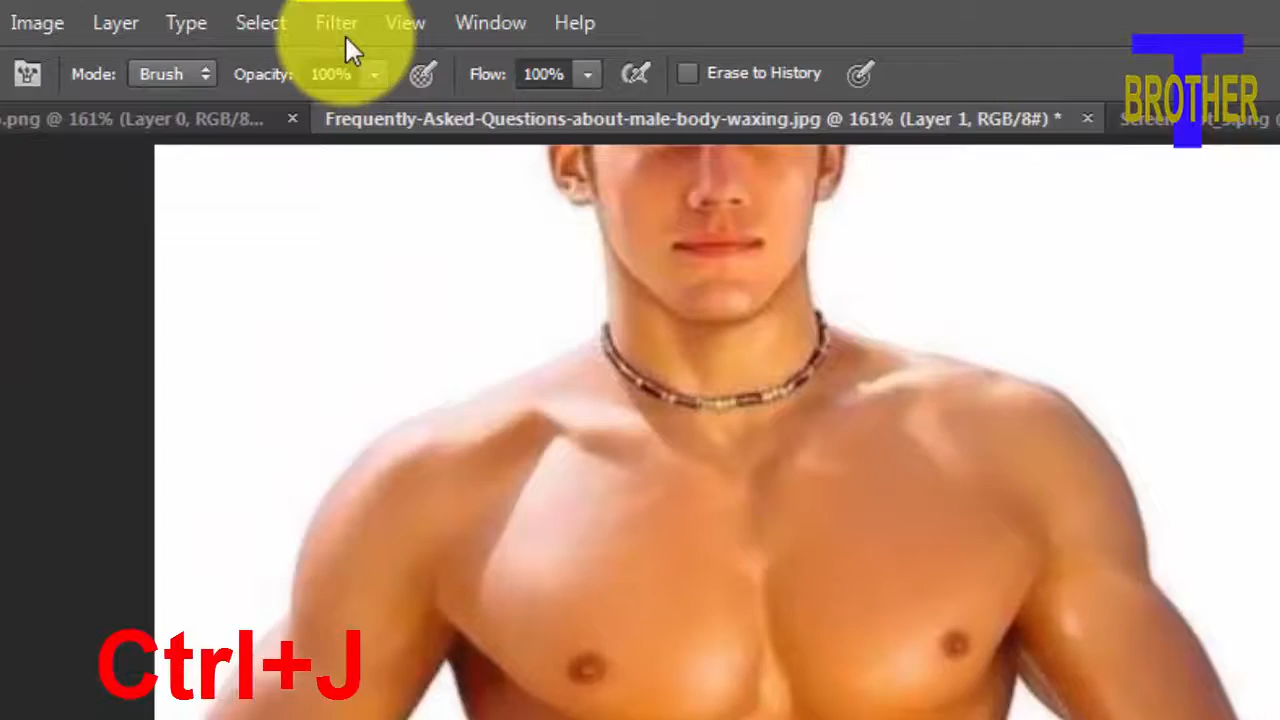 Image Layer Type Select Filter View Window Help
Mode: Brush Opacity: 100% Flow: 100% Erase to History
.png @ 161% (Layer 0, RGB/8... × Frequently-Asked-Questions-about-male-body-waxing.jpg @ 161% (Layer 1, RGB/8#) * ×
T
BROTHER
Ctrl+J